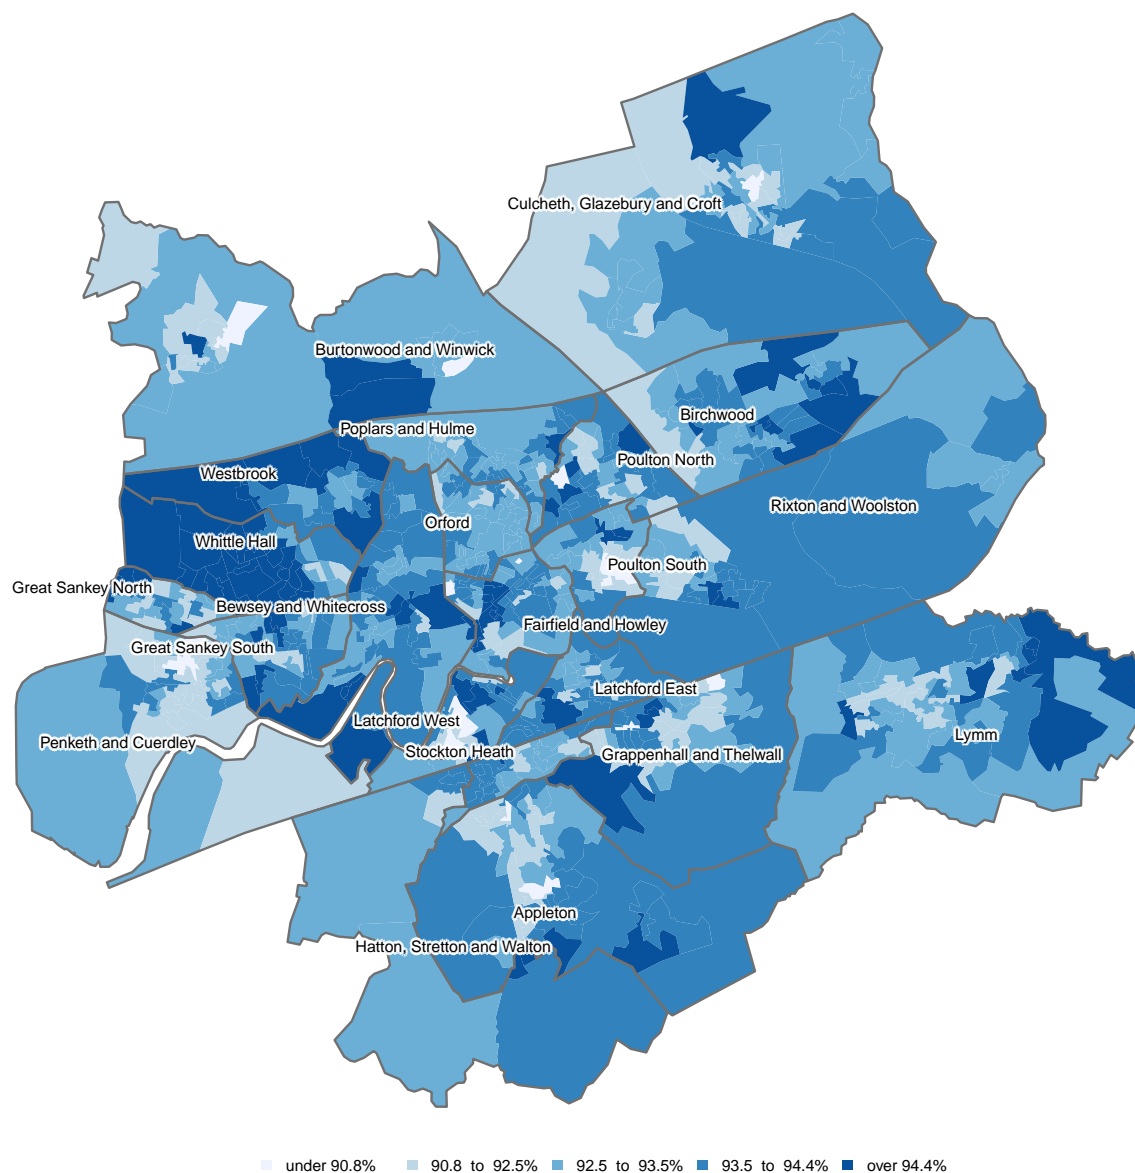 Culcheth, Glazebury and Croft
Burtonwood and Winwick
Birchwood
Poplars and Hulme
Poulton North
Westbrook
Rixton and Woolston
Orford
Whittle Hall
Poulton South
Great Sankey North
Bewsey and Whitecross
Fairfield and Howley
Great Sankey South
Latchford East
Latchford West
Lymm
Penketh and Cuerdley
Stockton Heath
Grappenhall and Thelwall
Appleton
Hatton, Stretton and Walton
under 90.8% 90.8 to 92.5% 92.5 to 93.5% 93.5 to 94.4% over 94.4%